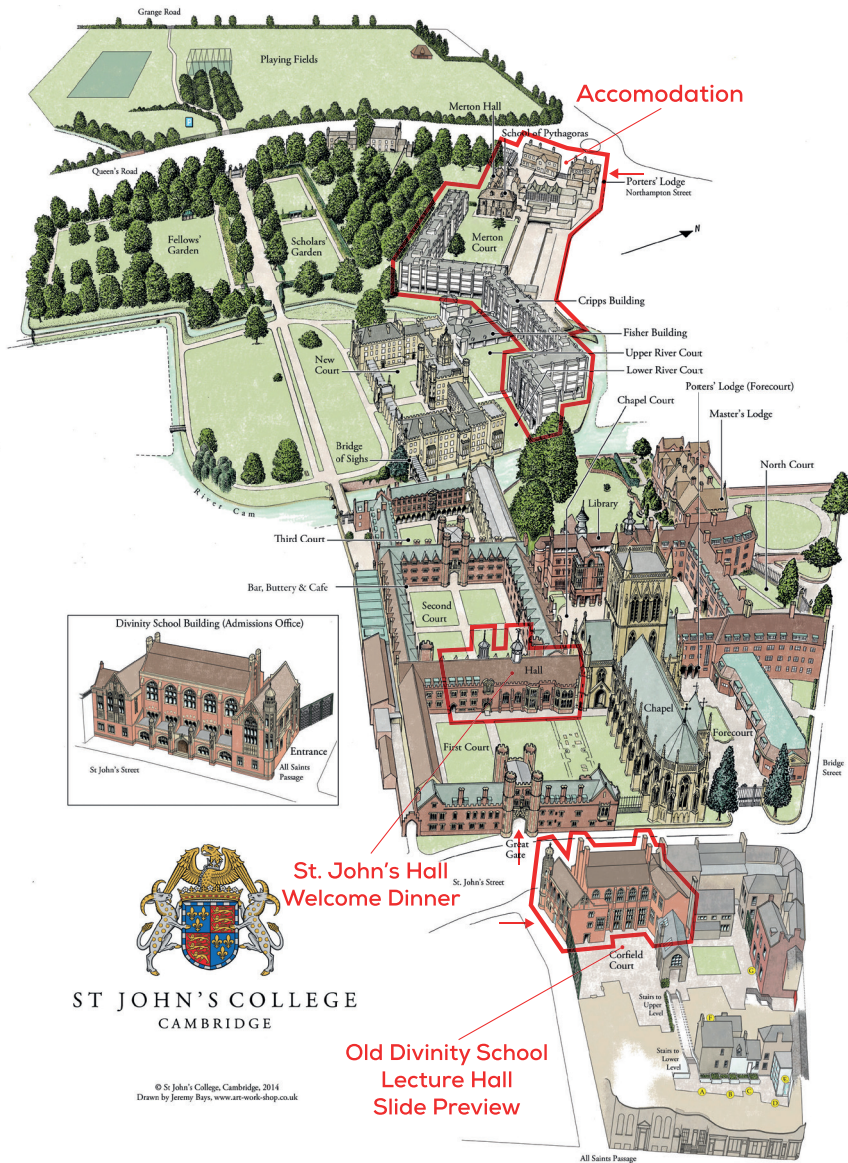 Grange Road
Playing Fields
Accomodation
Merton Hall
School of Pythagoras
Queen's Road
Porters' Lodge
Northampton Street
N
Fellows'
Garden
Scholars'
Garden
Merton
Court
Cripps Building
Fisher Building
New
Court
Upper River Court
Lower River Court
Porters' Lodge (Forecourt)
Chapel Court
Master's Lodge
Bridge
of Sighs
North Court
River Cam
Library
Third Court
Bar, Buttery & Cafe
Second
Court
Divinity School Building (Admissions Office)
Hall
Chapel
Forecourt
First Court
Entrance
All Saints
Passage
St John's Street
Bridge
Street
Great
Gate
St. John's Hall
Welcome Dinner
St. John's Street
Corfield
Court
G
ST JOHN'S COLLEGE
CAMBRIDGE
Stairs to
Upper
Level
F
Old Divinity School
Lecture Hall
Slide Preview
Stairs to
Lower
Level
E
A
B
C
D
© St John's College, Cambridge, 2014
Drawn by Jeremy Bays, www.art-work-shop.co.uk
All Saints Passage